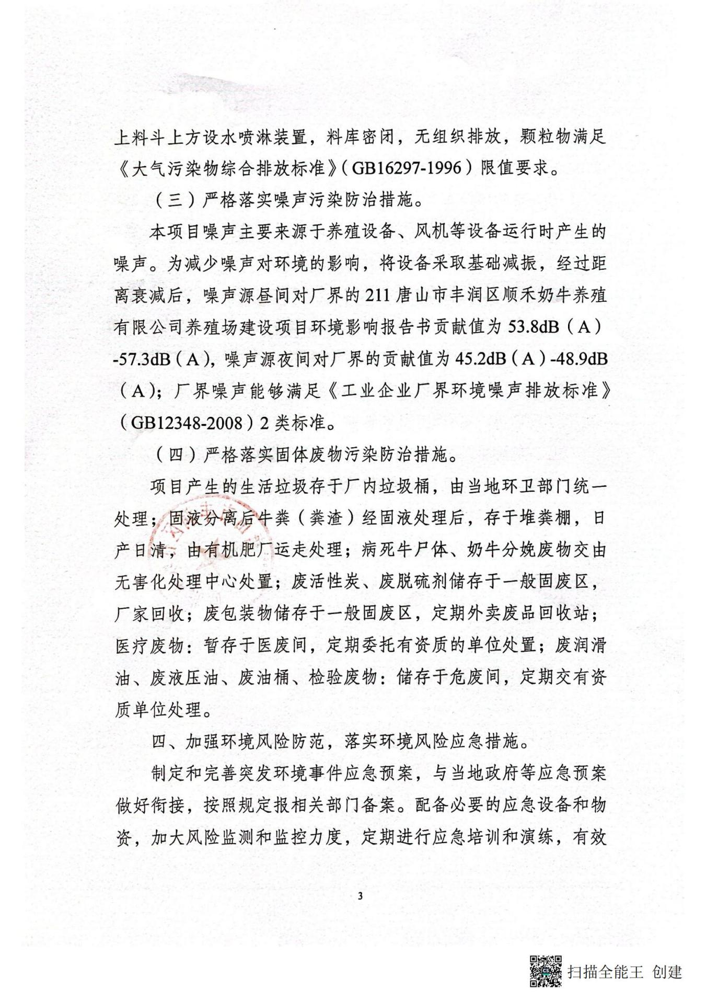 上料斗上方设水喷淋装置，料库密闭，无组织排放，颗粒物满足
《大气污染物综合排放标准》（GB16297-1996）限值要求。
（三）严格落实噪声污染防治措施。
本项目噪声主要来源于养殖设备、风机等设备运行时产生的
噪声。为减少噪声对环境的影响，将设备采取基础减振，经过距
离衰减后，噪声源昼间对厂界的 211 唐山市丰润区顺禾奶牛养殖
有限公司养殖场建设项目环境影响报告书贡献值为 53.8dB（A）
-57.3dB（A），噪声源夜间对厂界的贡献值为 45.2dB（A）-48.9dB
（A）；厂界噪声能够满足《工业企业厂界环境噪声排放标准》
（GB12348-2008）2 类标准。
（四）严格落实固体废物污染防治措施。
项目产生的生活垃圾存于厂内垃圾桶，由当地环卫部门统一
处理；固液分离后牛粪（粪渣）经固液处理后，存于堆粪棚，日
产日清，由有机肥厂运走处理；病死牛尸体、奶牛分娩废物交由
无害化处理中心处置；废活性炭、废脱硫剂储存于一般固废区，
厂家回收；废包装物储存于一般固废区，定期外卖废品回收站；
医疗废物：暂存于医废间，定期委托有资质的单位处置；废润滑
油、废液压油、废油桶、检验废物：储存于危废间，定期交有资
质单位处理。
四、加强环境风险防范，落实环境风险应急措施。
制定和完善突发环境事件应急预案，与当地政府等应急预案
做好衔接，按照规定报相关部门备案。配备必要的应急设备和物
资，加大风险监测和监控力度，定期进行应急培训和演练，有效
3
扫描全能王 创建